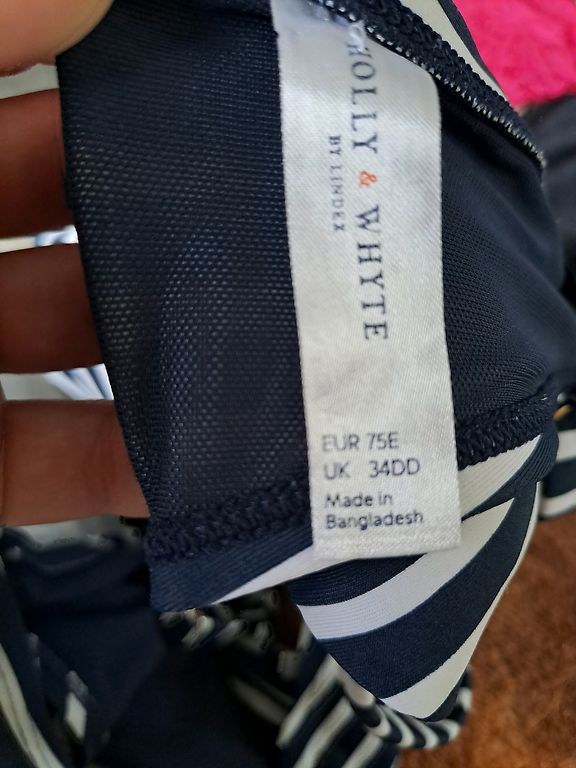 HOLLY & WHYTE
BY LINDEX
EUR 75E
UK 34DD
Made in
Bangladesh